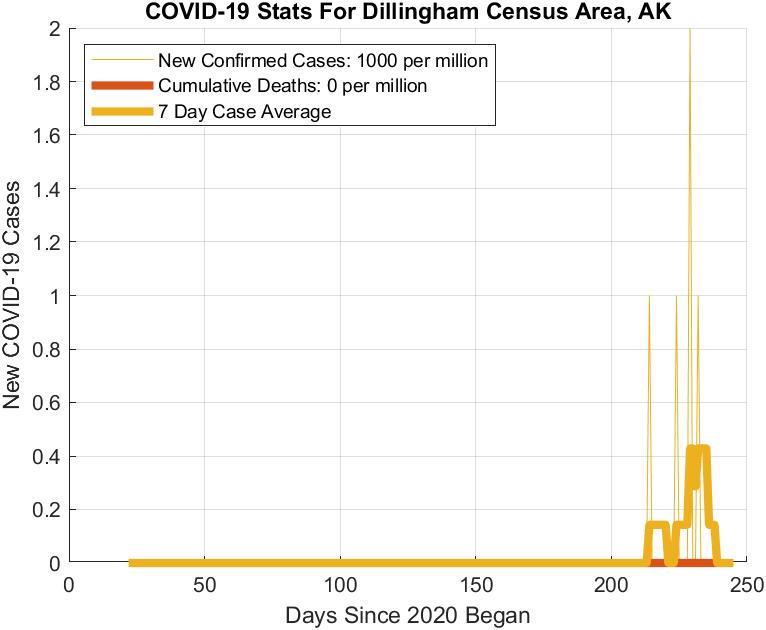 COVID-19 Stats For Dillingham Census Area, AK
New Confirmed Cases: 1000 per million
Cumulative Deaths: 0 per million
7 Day Case Average
New COVID-19 Cases
2
1.8
1.6
1.4
1.2
1
0.8
0.6
0.4
0.2
0
0 50 100 150 200 250
Days Since 2020 Began